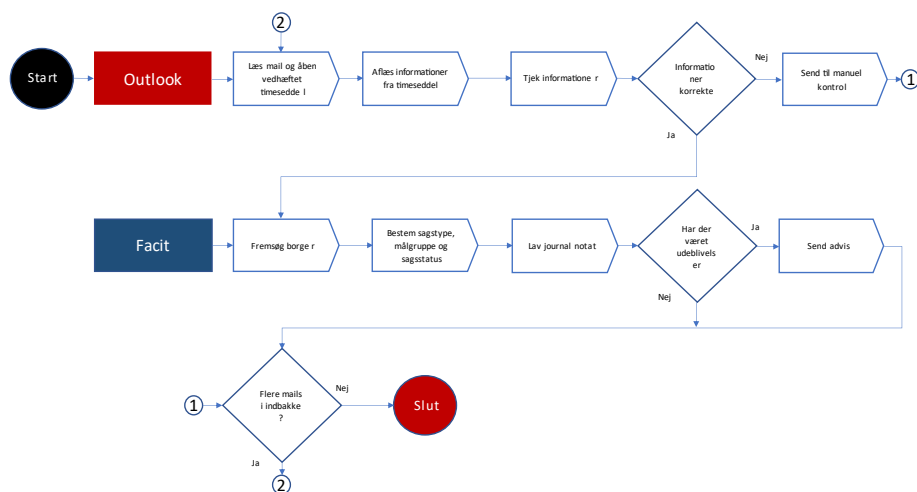 2
Start
Outlook
Læs mail og åben
vedhæftet
timesedde l
Aflæs informationer
fra timeseddel
Tjek informatione r
Informatio
ner
korrekte
Nej
Send til manuel
kontrol
1
Ja
Facit
Fremsøg borge r
Bestem sagstype,
målgruppe og
sagsstatus
Lav journal notat
Har der
været
udeblivels
er
Ja
Send advis
Nej
1
Flere mails
i indbakke
?
Nej
Slut
Ja
2